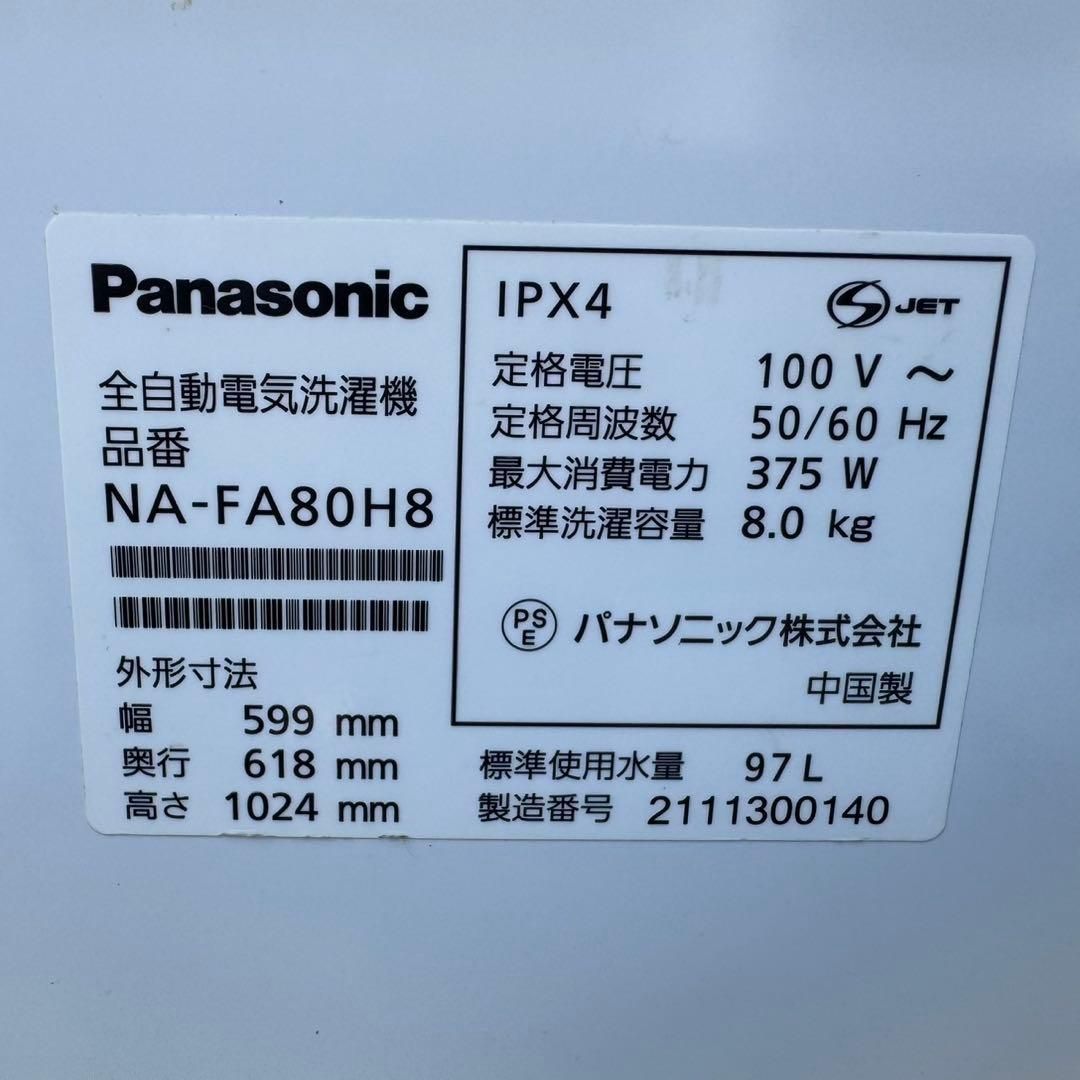 Panasonic
全自動電気洗濯機
品番
NA-FA80H8
外形寸法
幅 599 mm
奥行 618 mm
高さ 1024 mm
IPX4
S JET
定格電圧 100 V ～
定格周波数 50/60 Hz
最大消費電力 375 W
標準洗濯容量 8.0 kg
PSE パナソニック株式会社
中国製
標準使用水量 97 L
製造番号 2111300140